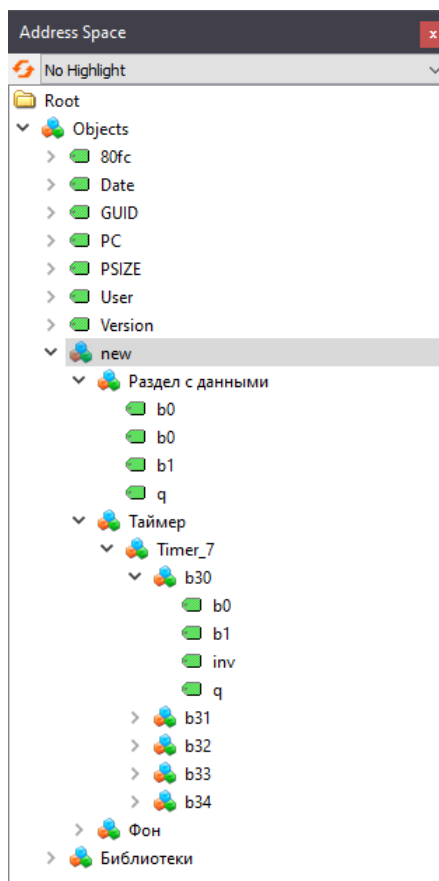 Address Space
x
No Highlight
Root
Objects
80fc
Date
GUID
PC
PSIZE
User
Version
new
Раздел с данными
b0
b0
b1
q
Таймер
Timer_7
b30
b0
b1
inv
q
b31
b32
b33
b34
Фон
Библиотеки